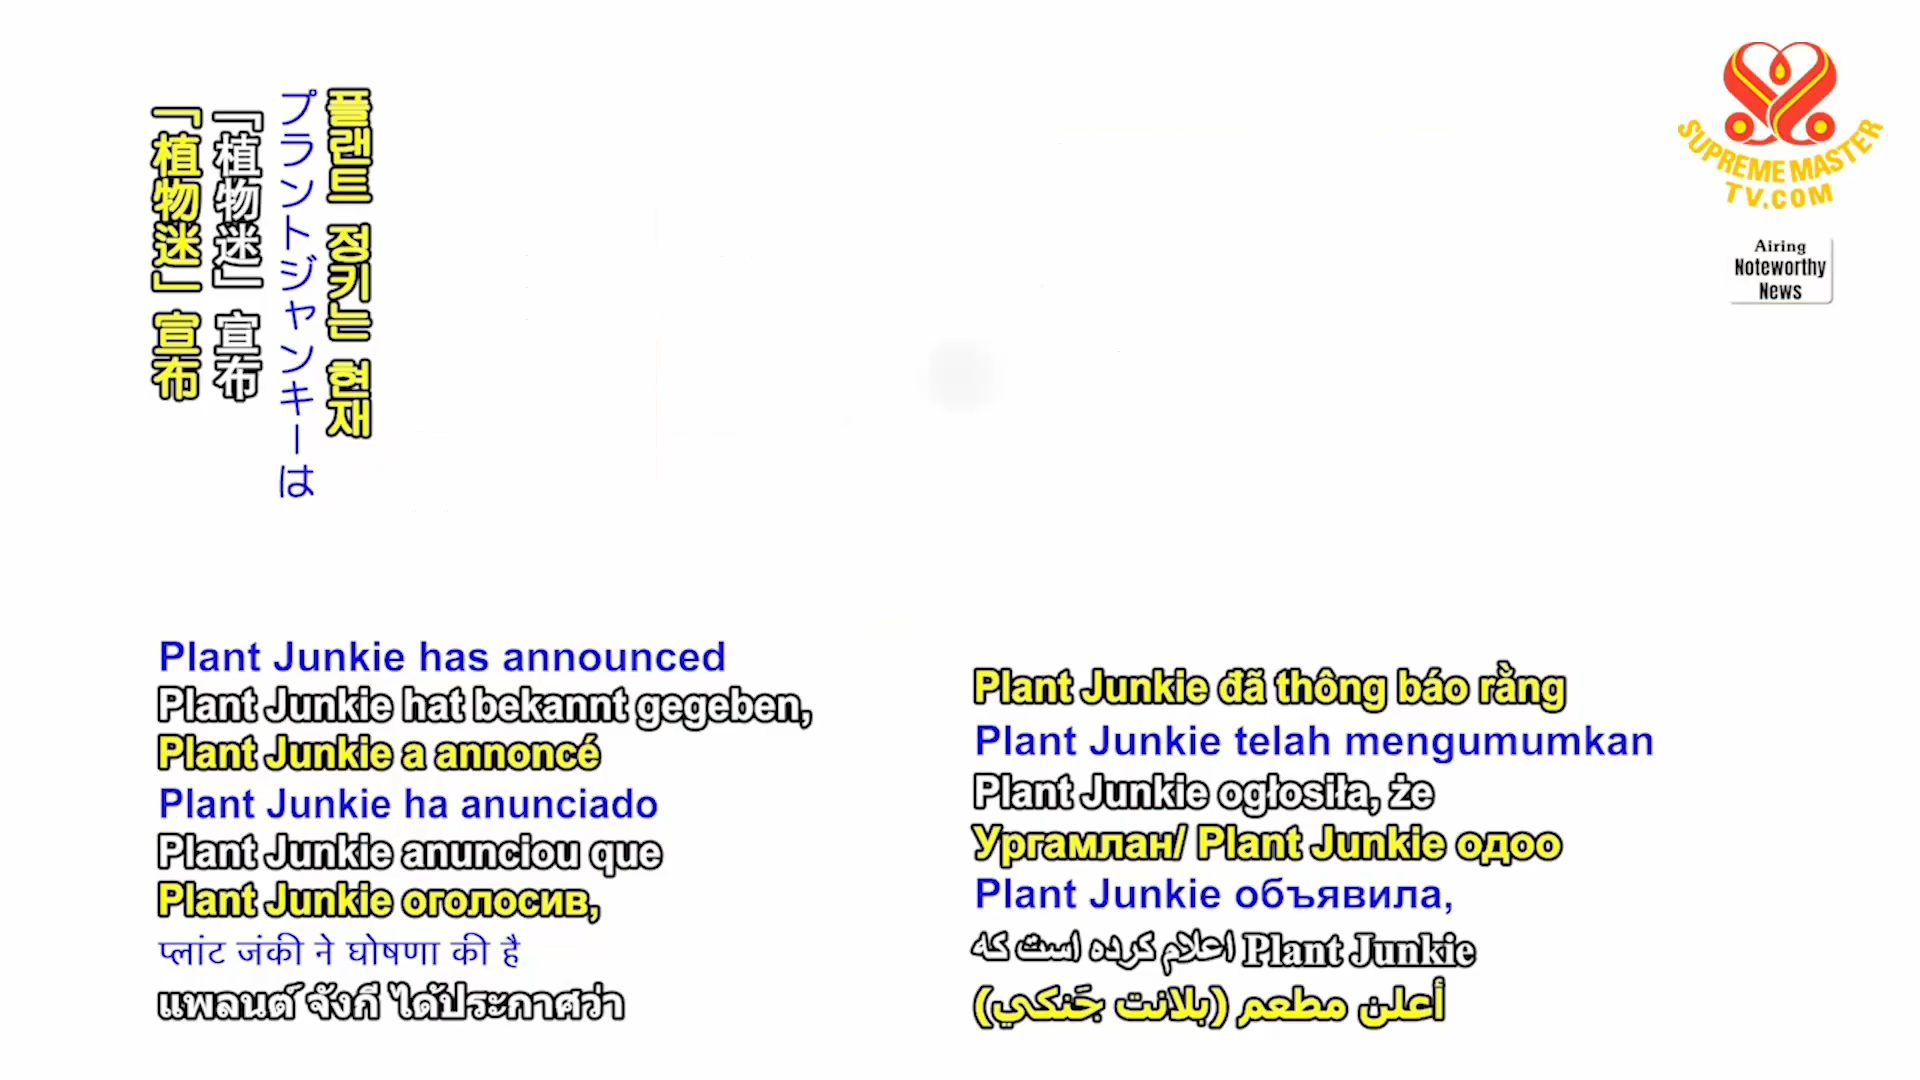 「植物迷」宣布
「植物迷」宣布
プラントジャンキーは
플랜트 정키는 현재
SUPREME MASTER
TV.COM
Airing
Noteworthy
News
Plant Junkie has announced
Plant Junkie hat bekannt gegeben,
Plant Junkie a annoncé
Plant Junkie ha anunciado
Plant Junkie anunciou que
Plant Junkie оголосив,
प्लांट जंकी ने घोषणा की है
แพลนต์ จังกี ได้ประกาศว่า
Plant Junkie đã thông báo rằng
Plant Junkie telah mengumumkan
Plant Junkie ogłosiła, że
Ургамлан/ Plant Junkie одоо
Plant Junkie объявила,
Plant Junkie اعلام کرده است که
أعلن مطعم (بلانت جَنكي)